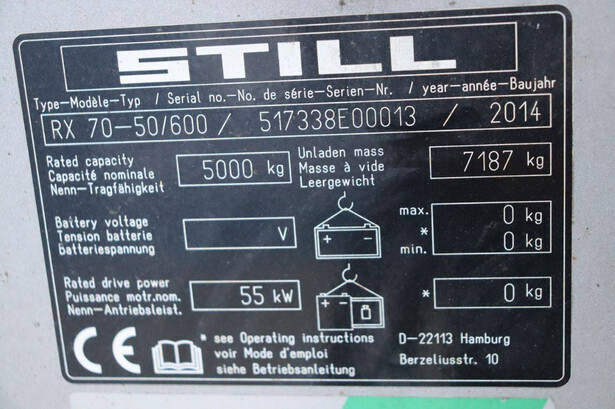 STILL
Type-Modèle-Typ / Serial no.-No. de série-Serien-Nr. / year-année-Baujahr
RX 70-50/600 / 517338E00013 / 2014
Rated capacity
Capacité nominale
Nenn-Tragfähigkeit
5000 kg
Unladen mass
Masse à vide
Leergewicht
7187 kg
Battery voltage
Tension batterie
Batteriespannung
V
+ -
max. 0 kg
*
min. 0 kg
Rated drive power
Puissance motr.nom.
Nenn-Antriebsleist.
55 kW
+ -
* 0 kg
CE
* see Operating instructions
voir Mode d'emploi
siehe Betriebsanleitung
D-22113 Hamburg
Berzeliusstr. 10